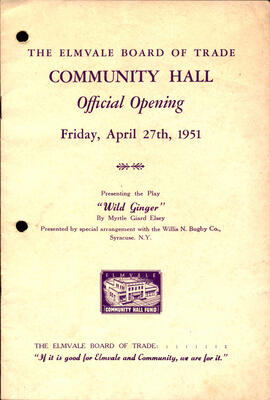 THE ELMVALE BOARD OF TRADE
COMMUNITY HALL
Official Opening
Friday, April 27th, 1951
Presenting the Play
"Wild Ginger"
By Myrtle Giard Elsey
Presented by special arrangement with the Willis N. Bugby Co.,
Syracuse. N.Y.
ELMVALE
COMMUNITY HALL FUND
THE ELMVALE BOARD OF TRADE: : : : : : : :
"If it is good for Elmvale and Community, we are for it."